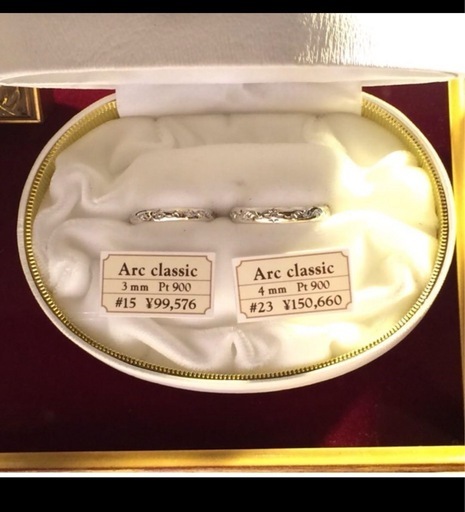 Arc classic
3 mm Pt 900
#15 ¥99,576
Arc classic
4 mm Pt 900
#23 ¥150,660